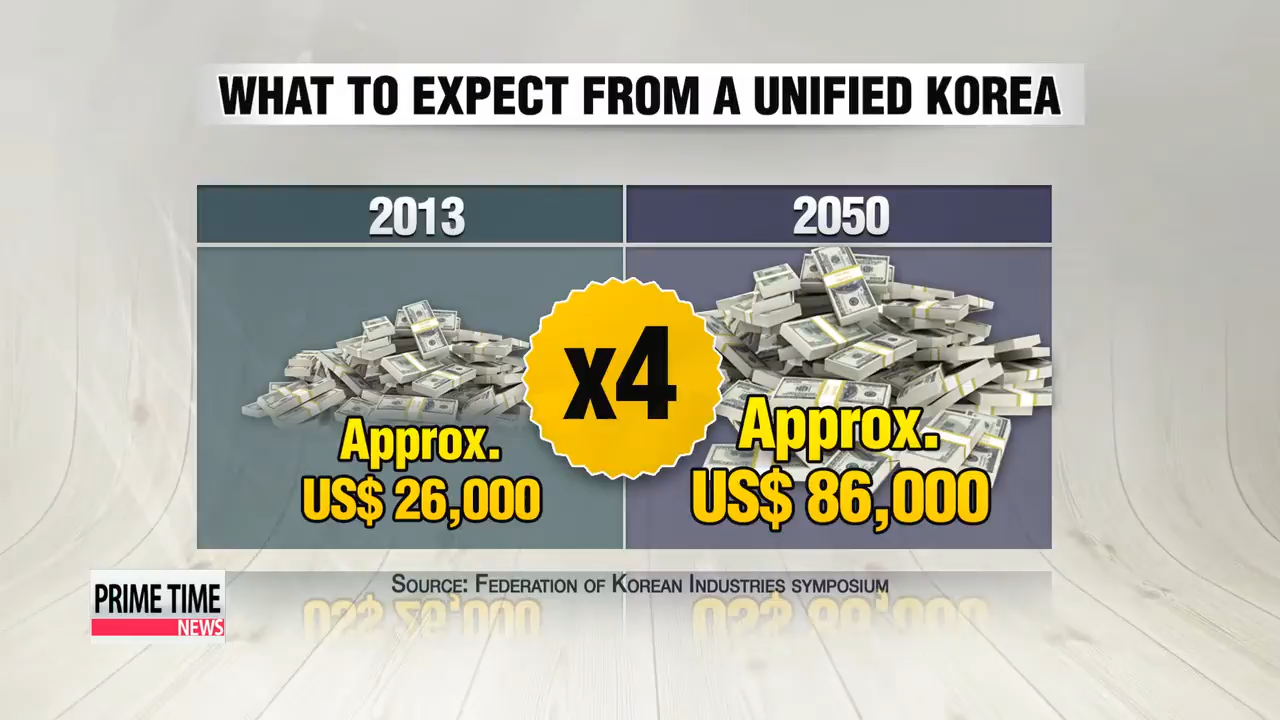 WHAT TO EXPECT FROM A UNIFIED KOREA
2013
2050
x4
Approx.
US$ 26,000
Approx.
US$ 86,000
SOURCE: FEDERATION OF KOREAN INDUSTRIES SYMPOSIUM
PRIME TIME
NEWS